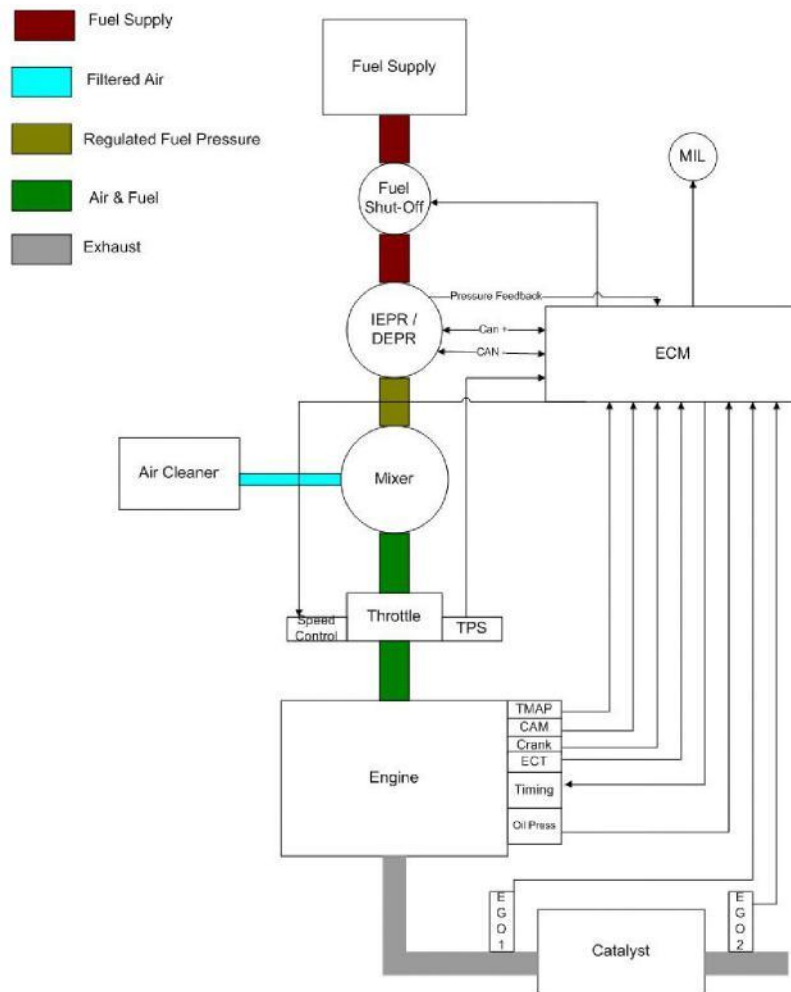 Fuel Supply
Filtered Air
Regulated Fuel Pressure
Air & Fuel
Exhaust
Fuel Supply
MIL
Fuel
Shut-Off
Pressure Feedback
IEPR /
DEPR
Can +
CAN -
ECM
Air Cleaner
Mixer
Speed
Control
Throttle
TPS
TMAP
CAM
Crank
ECT
Engine
Timing
Oil Press
E
G
O
1
E
G
O
2
Catalyst